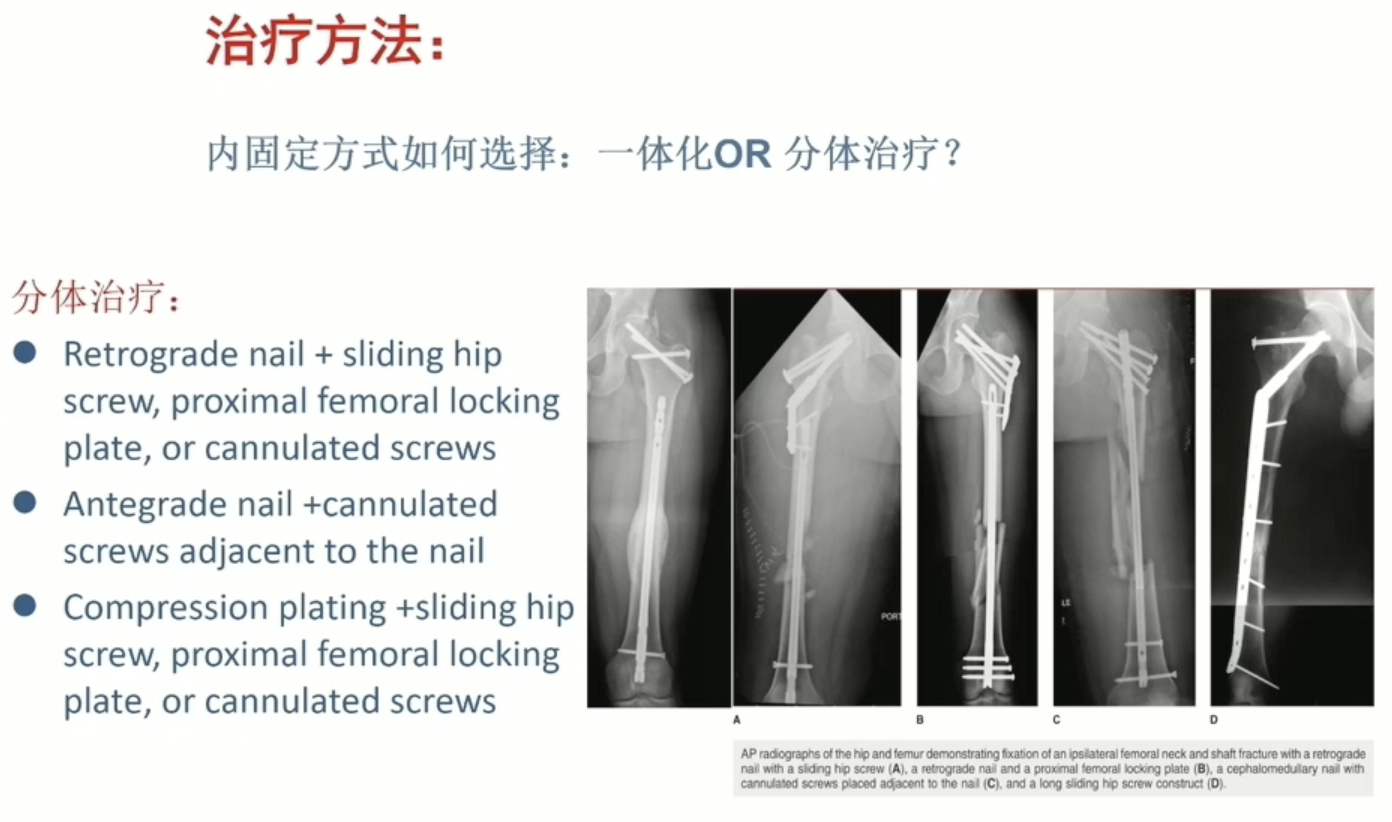 治疗方法：
内固定方式如何选择：一体化OR 分体治疗？
分体治疗：
● Retrograde nail + sliding hip
screw, proximal femoral locking
plate, or cannulated screws
● Antegrade nail +cannulated
screws adjacent to the nail
● Compression plating +sliding hip
screw, proximal femoral locking
plate, or cannulated screws
PORT
LE
A
B
C
D
AP radiographs of the hip and femur demonstrating fixation of an ipsilateral femoral neck and shaft fracture with a retrograde
nail with a sliding hip screw (A), a retrograde nail and a proximal femoral locking plate (B), a cephalomedullary nail with
cannulated screws placed adjacent to the nail (C), and a long sliding hip screw construct (D).